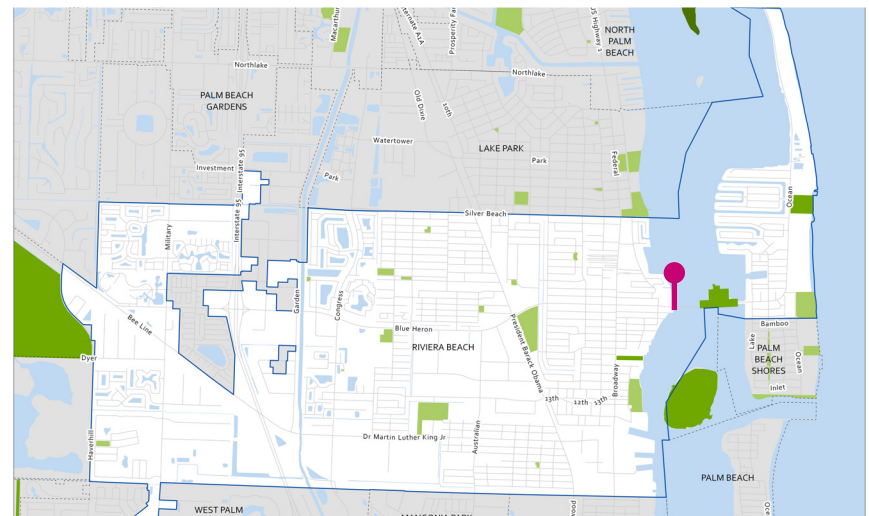 Macarthur
Prosperity Fa
US Highway 1
NORTH
PALM
BEACH
Northlake
Northlake
PALM BEACH
GARDENS
Old Dixie
10th
Watertower
LAKE PARK
Park
Federal
Investment
Park
Interstate 95
Interstate 95
Silver Beach
Ocean
Military
Garden
Congress
Bee Line
Blue Heron
President Barack Obama
RIVIERA BEACH
Bamboo
Lake
PALM
BEACH
SHORES
Ocean
Inlet
Dyer
Broadway
13th
12th
13th
Haverhill
Dr Martin Luther King Jr
Australian
PALM BEACH
WEST PALM